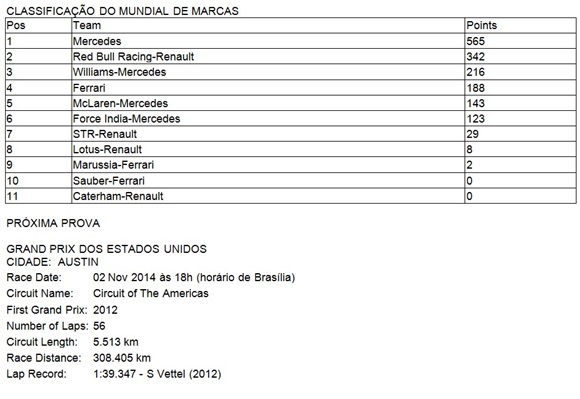 CLASSIFICAÇÃO DO MUNDIAL DE MARCAS
Pos Team Points
1 Mercedes 565
2 Red Bull Racing-Renault 342
3 Williams-Mercedes 216
4 Ferrari 188
5 McLaren-Mercedes 143
6 Force India-Mercedes 123
7 STR-Renault 29
8 Lotus-Renault 8
9 Marussia-Ferrari 2
10 Sauber-Ferrari 0
11 Caterham-Renault 0
PRÓXIMA PROVA
GRAND PRIX DOS ESTADOS UNIDOS
CIDADE: AUSTIN
Race Date: 02 Nov 2014 às 18h (horário de Brasília)
Circuit Name: Circuit of The Americas
First Grand Prix: 2012
Number of Laps: 56
Circuit Length: 5.513 km
Race Distance: 308.405 km
Lap Record: 1:39.347 - S Vettel (2012)